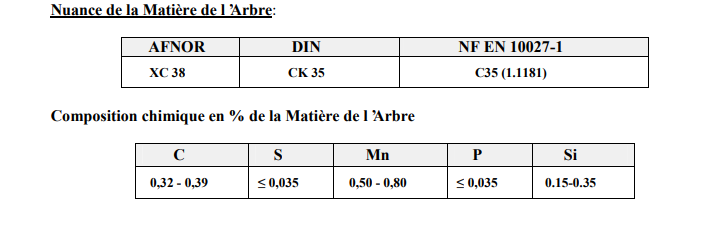 Nuance de la Matière de l ’Arbre:
AFNOR DIN NF EN 10027-1
XC 38 CK 35 C35 (1.1181)
Composition chimique en % de la Matière de l ’Arbre
C S Mn P Si
0,32 - 0,39 ≤ 0,035 0,50 - 0,80 ≤ 0,035 0.15-0.35